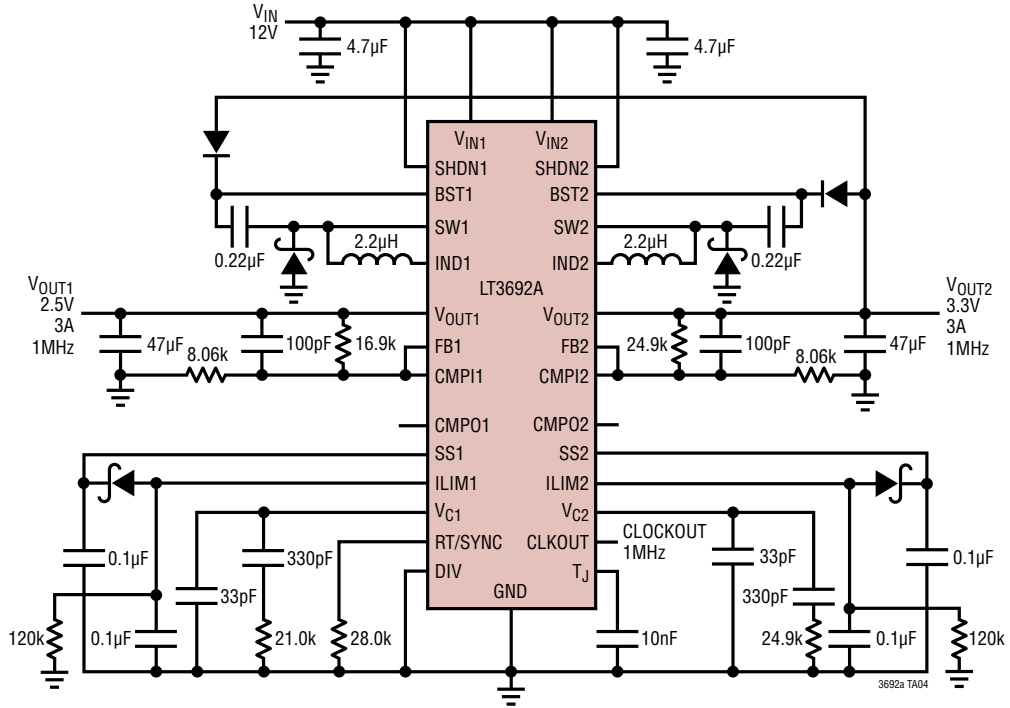 VIN
12V
4.7µF
4.7µF
VIN1
VIN2
SHDN1
SHDN2
BST1
BST2
SW1
SW2
0.22µF
2.2µH
2.2µH
0.22µF
IND1
IND2
LT3692A
VOUT1
2.5V
3A
1MHz
VOUT2
3.3V
3A
1MHz
VOUT1
VOUT2
47µF
8.06k
100pF
16.9k
FB1
FB2
24.9k
100pF
8.06k
47µF
CMPI1
CMPI2
CMPO1
CMPO2
SS1
SS2
ILIM1
ILIM2
VC1
VC2
RT/SYNC
CLKOUT
CLOCKOUT
1MHz
DIV
TJ
GND
0.1µF
330pF
33pF
33pF
330pF
0.1µF
120k
0.1µF
21.0k
28.0k
10nF
24.9k
0.1µF
120k
3692a TA04